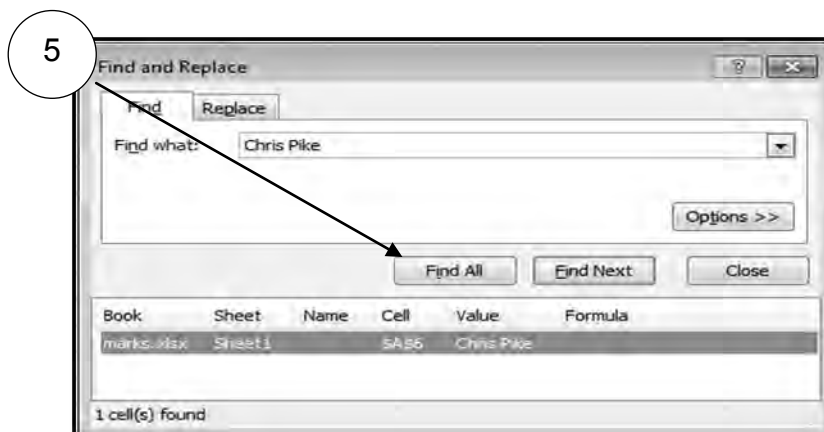 5
Find and Replace
Find Replace
Find what: Chris Pike
Options >>
Find All Find Next Close
Book Sheet Name Cell Value Formula
marks.xlsx Sheet1 $A$6 Chris Pike
1 cell(s) found